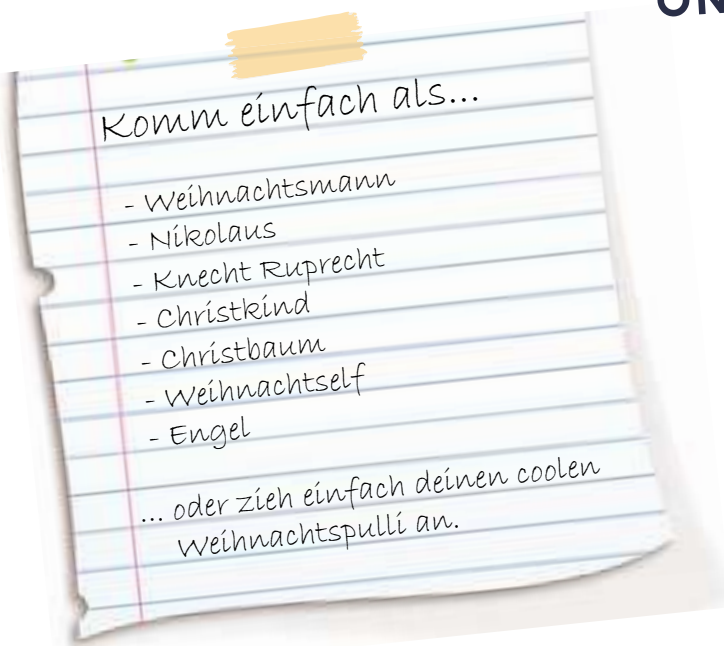 Komm einfach als...
- Weihnachtsmann
- Nikolaus
- Knecht Ruprecht
- Christkind
- Christbaum
- Weihnachtself
- Engel
... oder zieh einfach deinen coolen
Weihnachtspulli an.